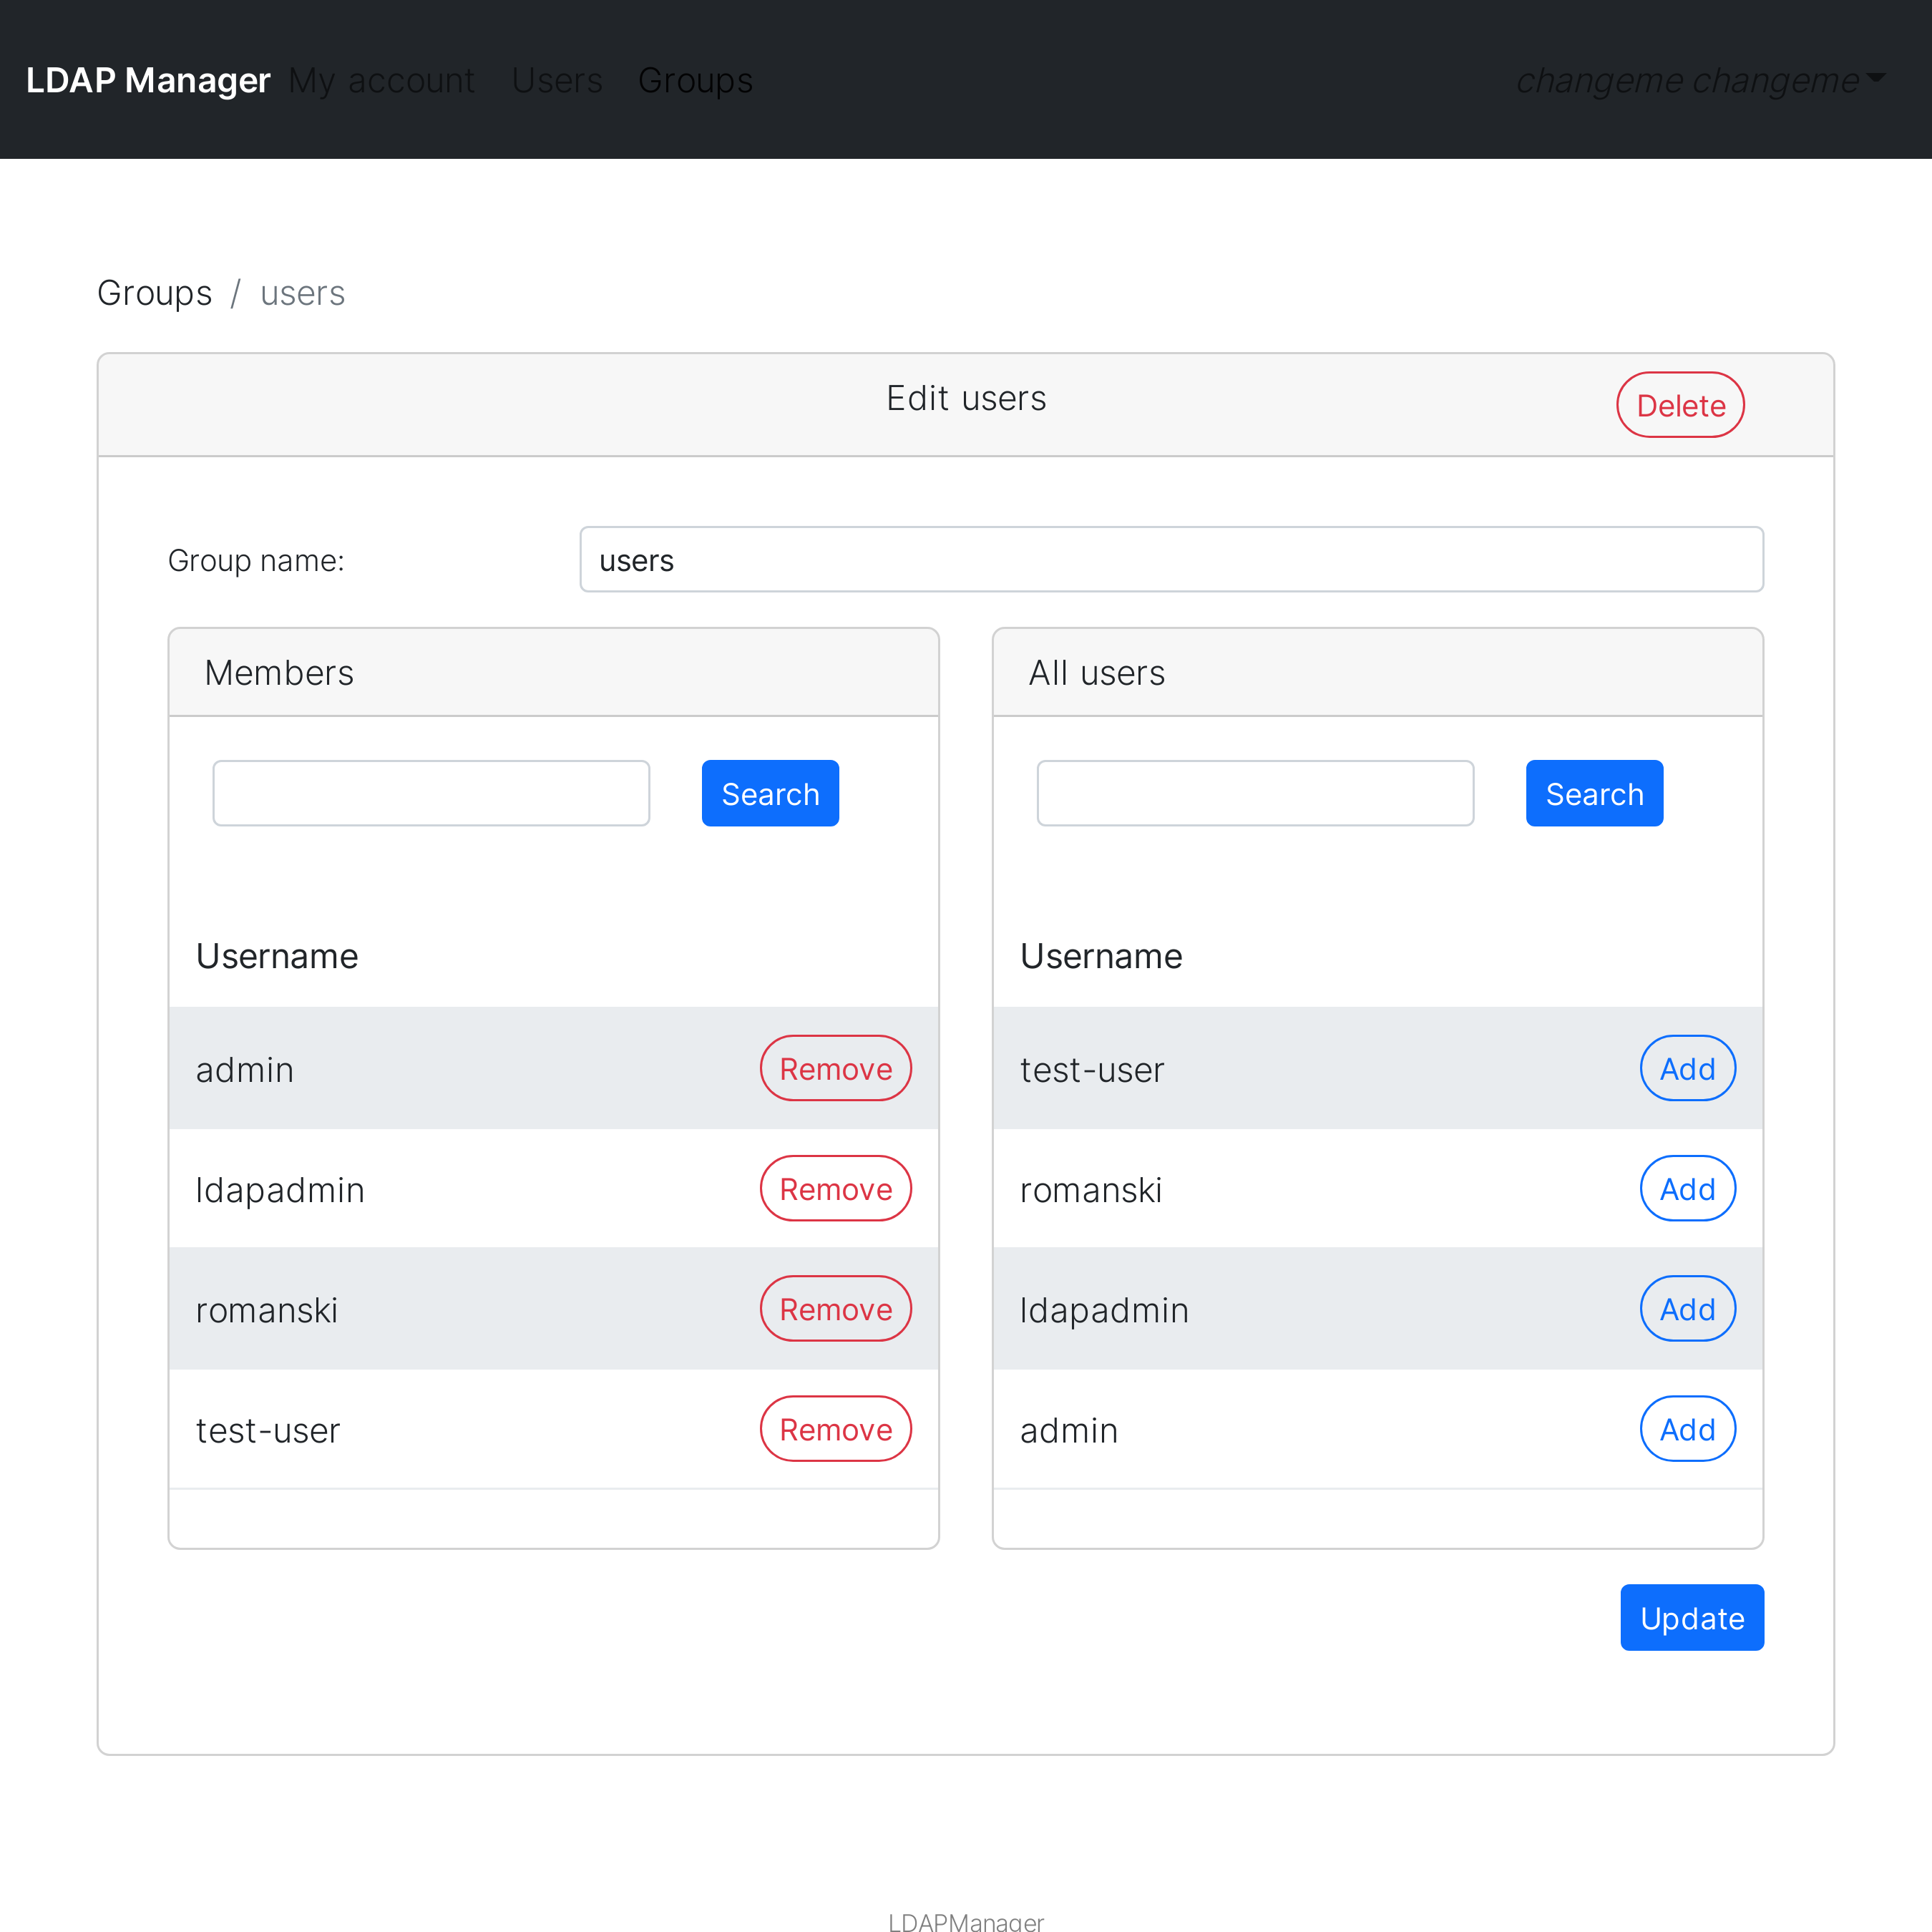 LDAP Manager My account Users Groups changeme changeme
Groups / users
Edit users Delete
Group name: users
Members
All users
Search
Search
Username
Username
admin Remove
test-user Add
ldapadmin Remove
romanski Add
romanski Remove
ldapadmin Add
test-user Remove
admin Add
Update
LDAPManager